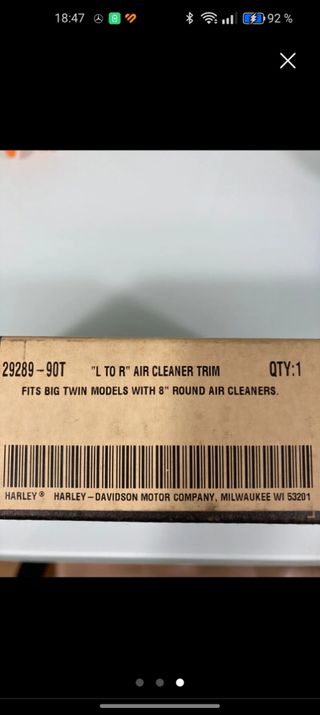 18:47
92 %
29289-90T "L TO R" AIR CLEANER TRIM QTY:1
FITS BIG TWIN MODELS WITH 8" ROUND AIR CLEANERS.
HARLEY® HARLEY-DAVIDSON MOTOR COMPANY, MILWAUKEE WI 53201